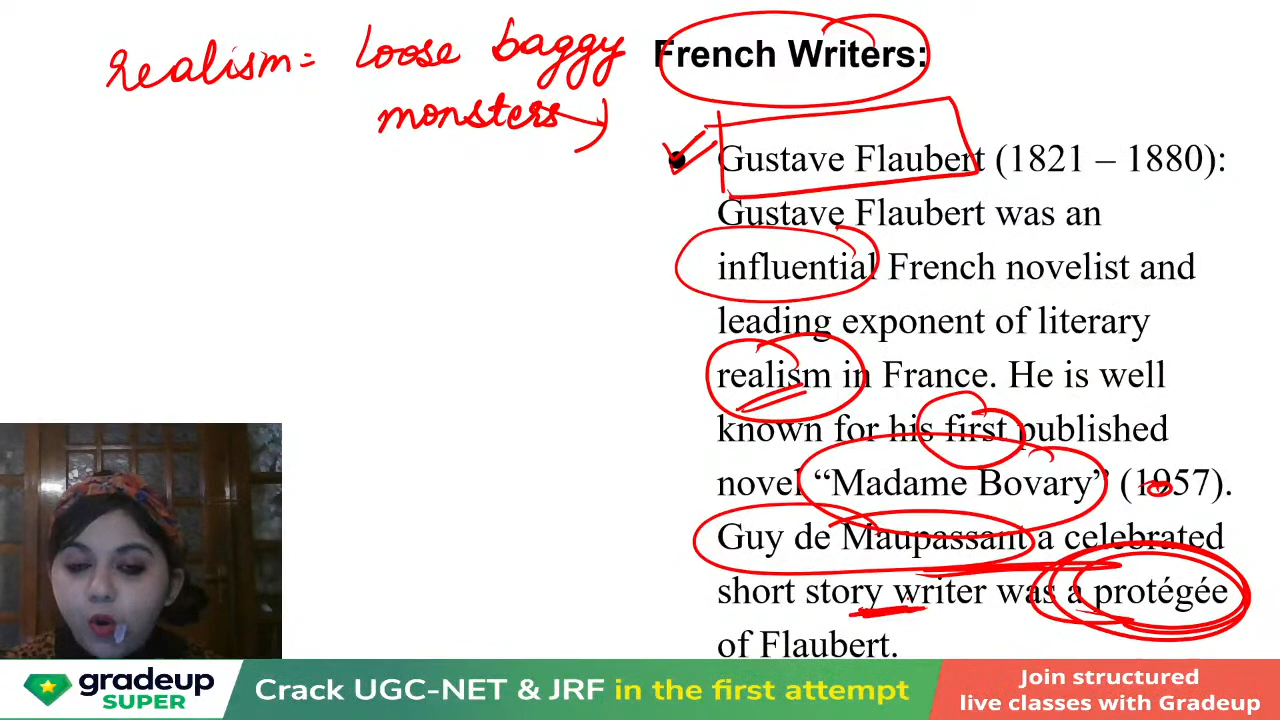 realism = loose baggy
monsters
French Writers:
• Gustave Flaubert (1821 – 1880):
Gustave Flaubert was an
influential French novelist and
leading exponent of literary
realism in France. He is well
known for his first published
novel “Madame Bovary” (1957).
Guy de Maupassant a celebrated
short story writer was a protégée
of Flaubert.
gradeup
SUPER
Crack UGC-NET & JRF in the first attempt
Join structured
live classes with Gradeup